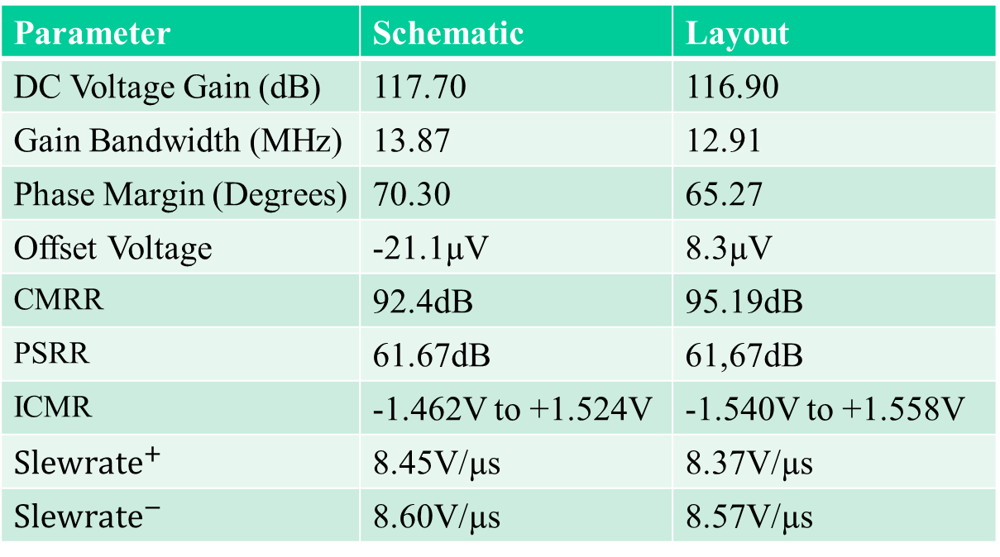 Parameter Schematic Layout
DC Voltage Gain (dB) 117.70 116.90
Gain Bandwidth (MHz) 13.87 12.91
Phase Margin (Degrees) 70.30 65.27
Offset Voltage -21.1μV 8.3μV
CMRR 92.4dB 95.19dB
PSRR 61.67dB 61,67dB
ICMR -1.462V to +1.524V -1.540V to +1.558V
Slewrate⁺ 8.45V/μs 8.37V/μs
Slewrate⁻ 8.60V/μs 8.57V/μs